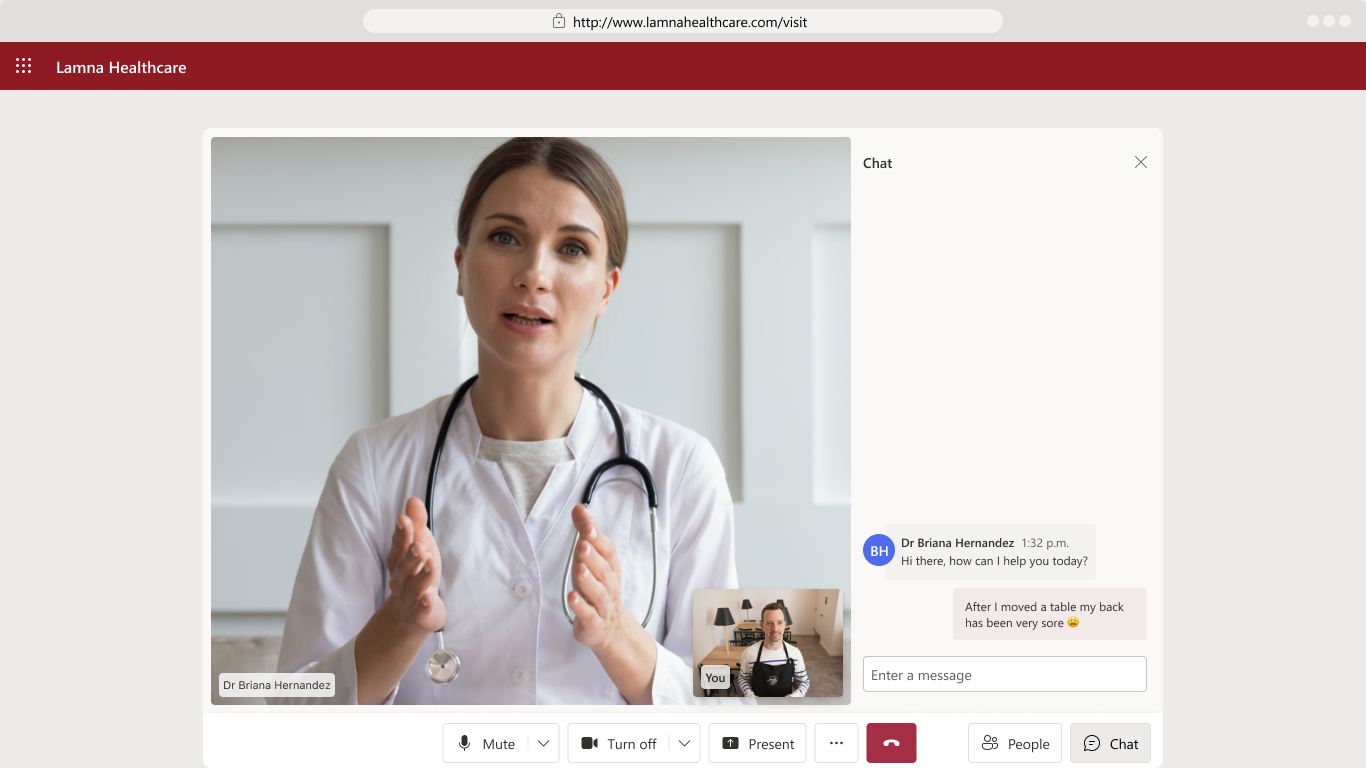 http://www.lamnahealthcare.com/visit
Lamna Healthcare
Chat
BH
Dr Briana Hernandez 1:32 p.m.
Hi there, how can I help you today?
After I moved a table my back
has been very sore 😩
Enter a message
Dr Briana Hernandez
You
Mute
Turn off
Present
People
Chat